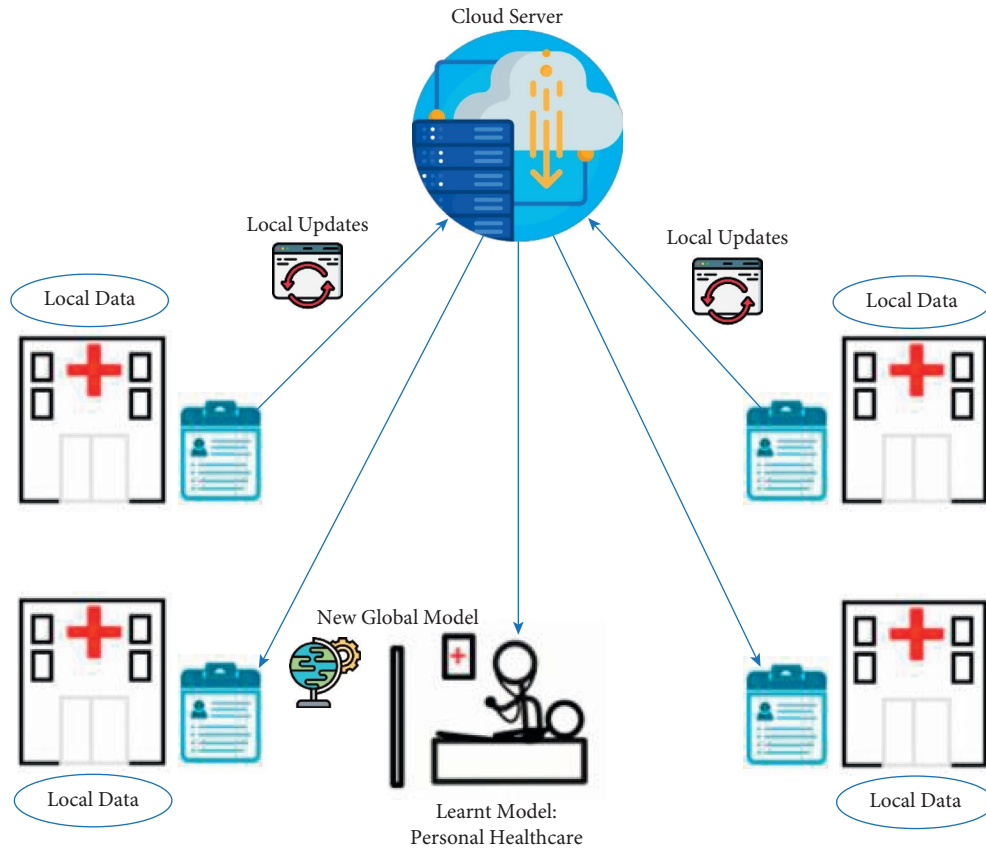 Cloud Server
Local Updates
Local Updates
Local Data
Local Data
New Global Model
Local Data
Learnt Model:
Personal Healthcare
Local Data